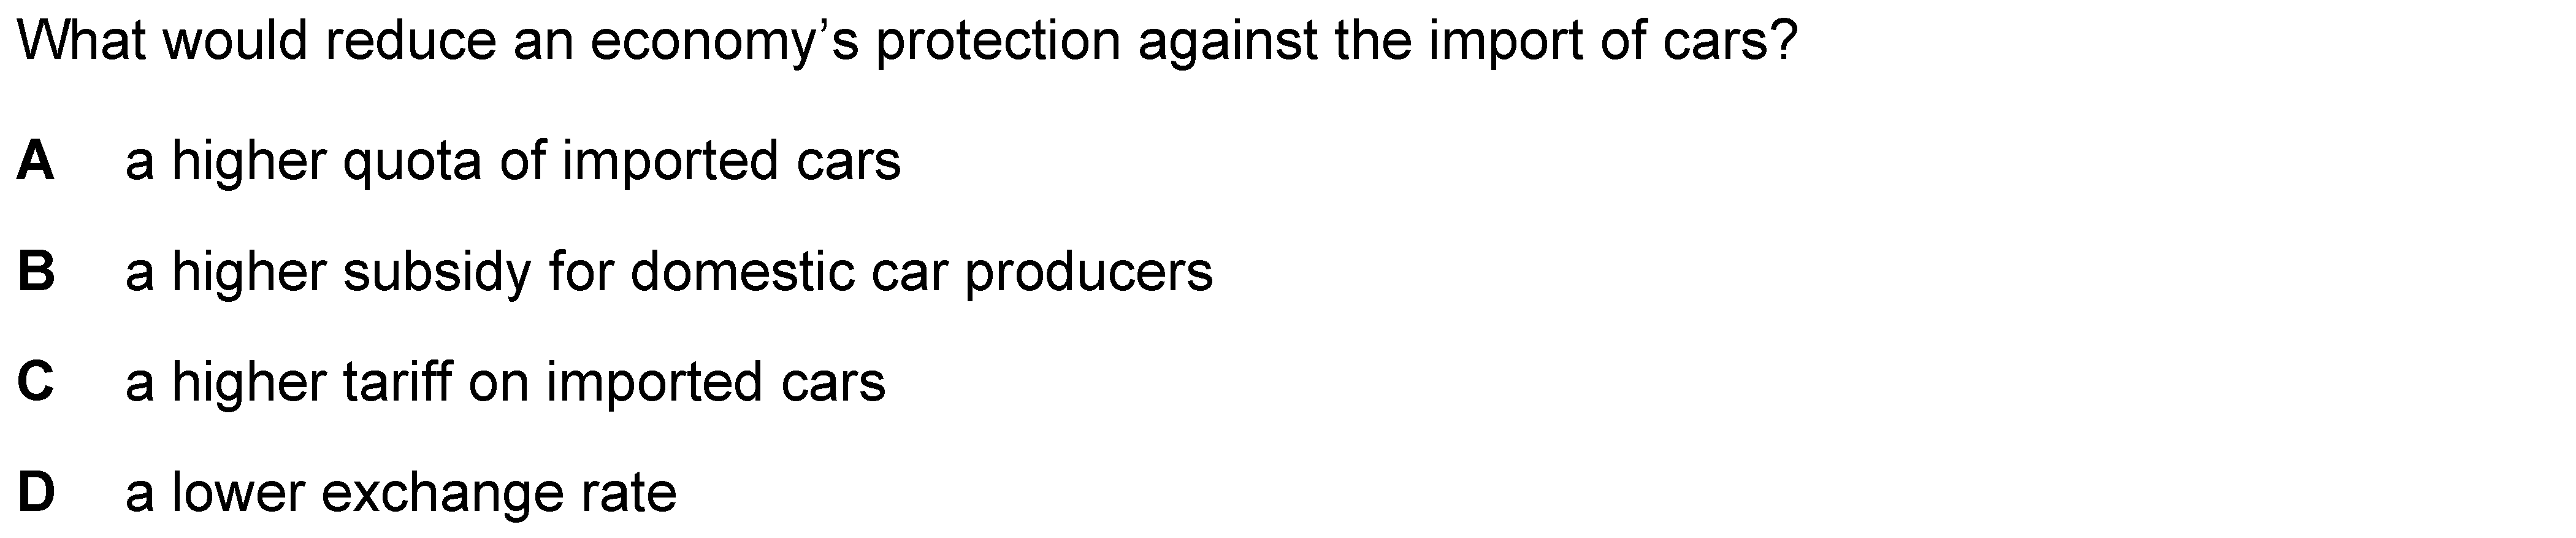 What would reduce an economy’s protection against the import of cars?
A a higher quota of imported cars
B a higher subsidy for domestic car producers
C a higher tariff on imported cars
D a lower exchange rate